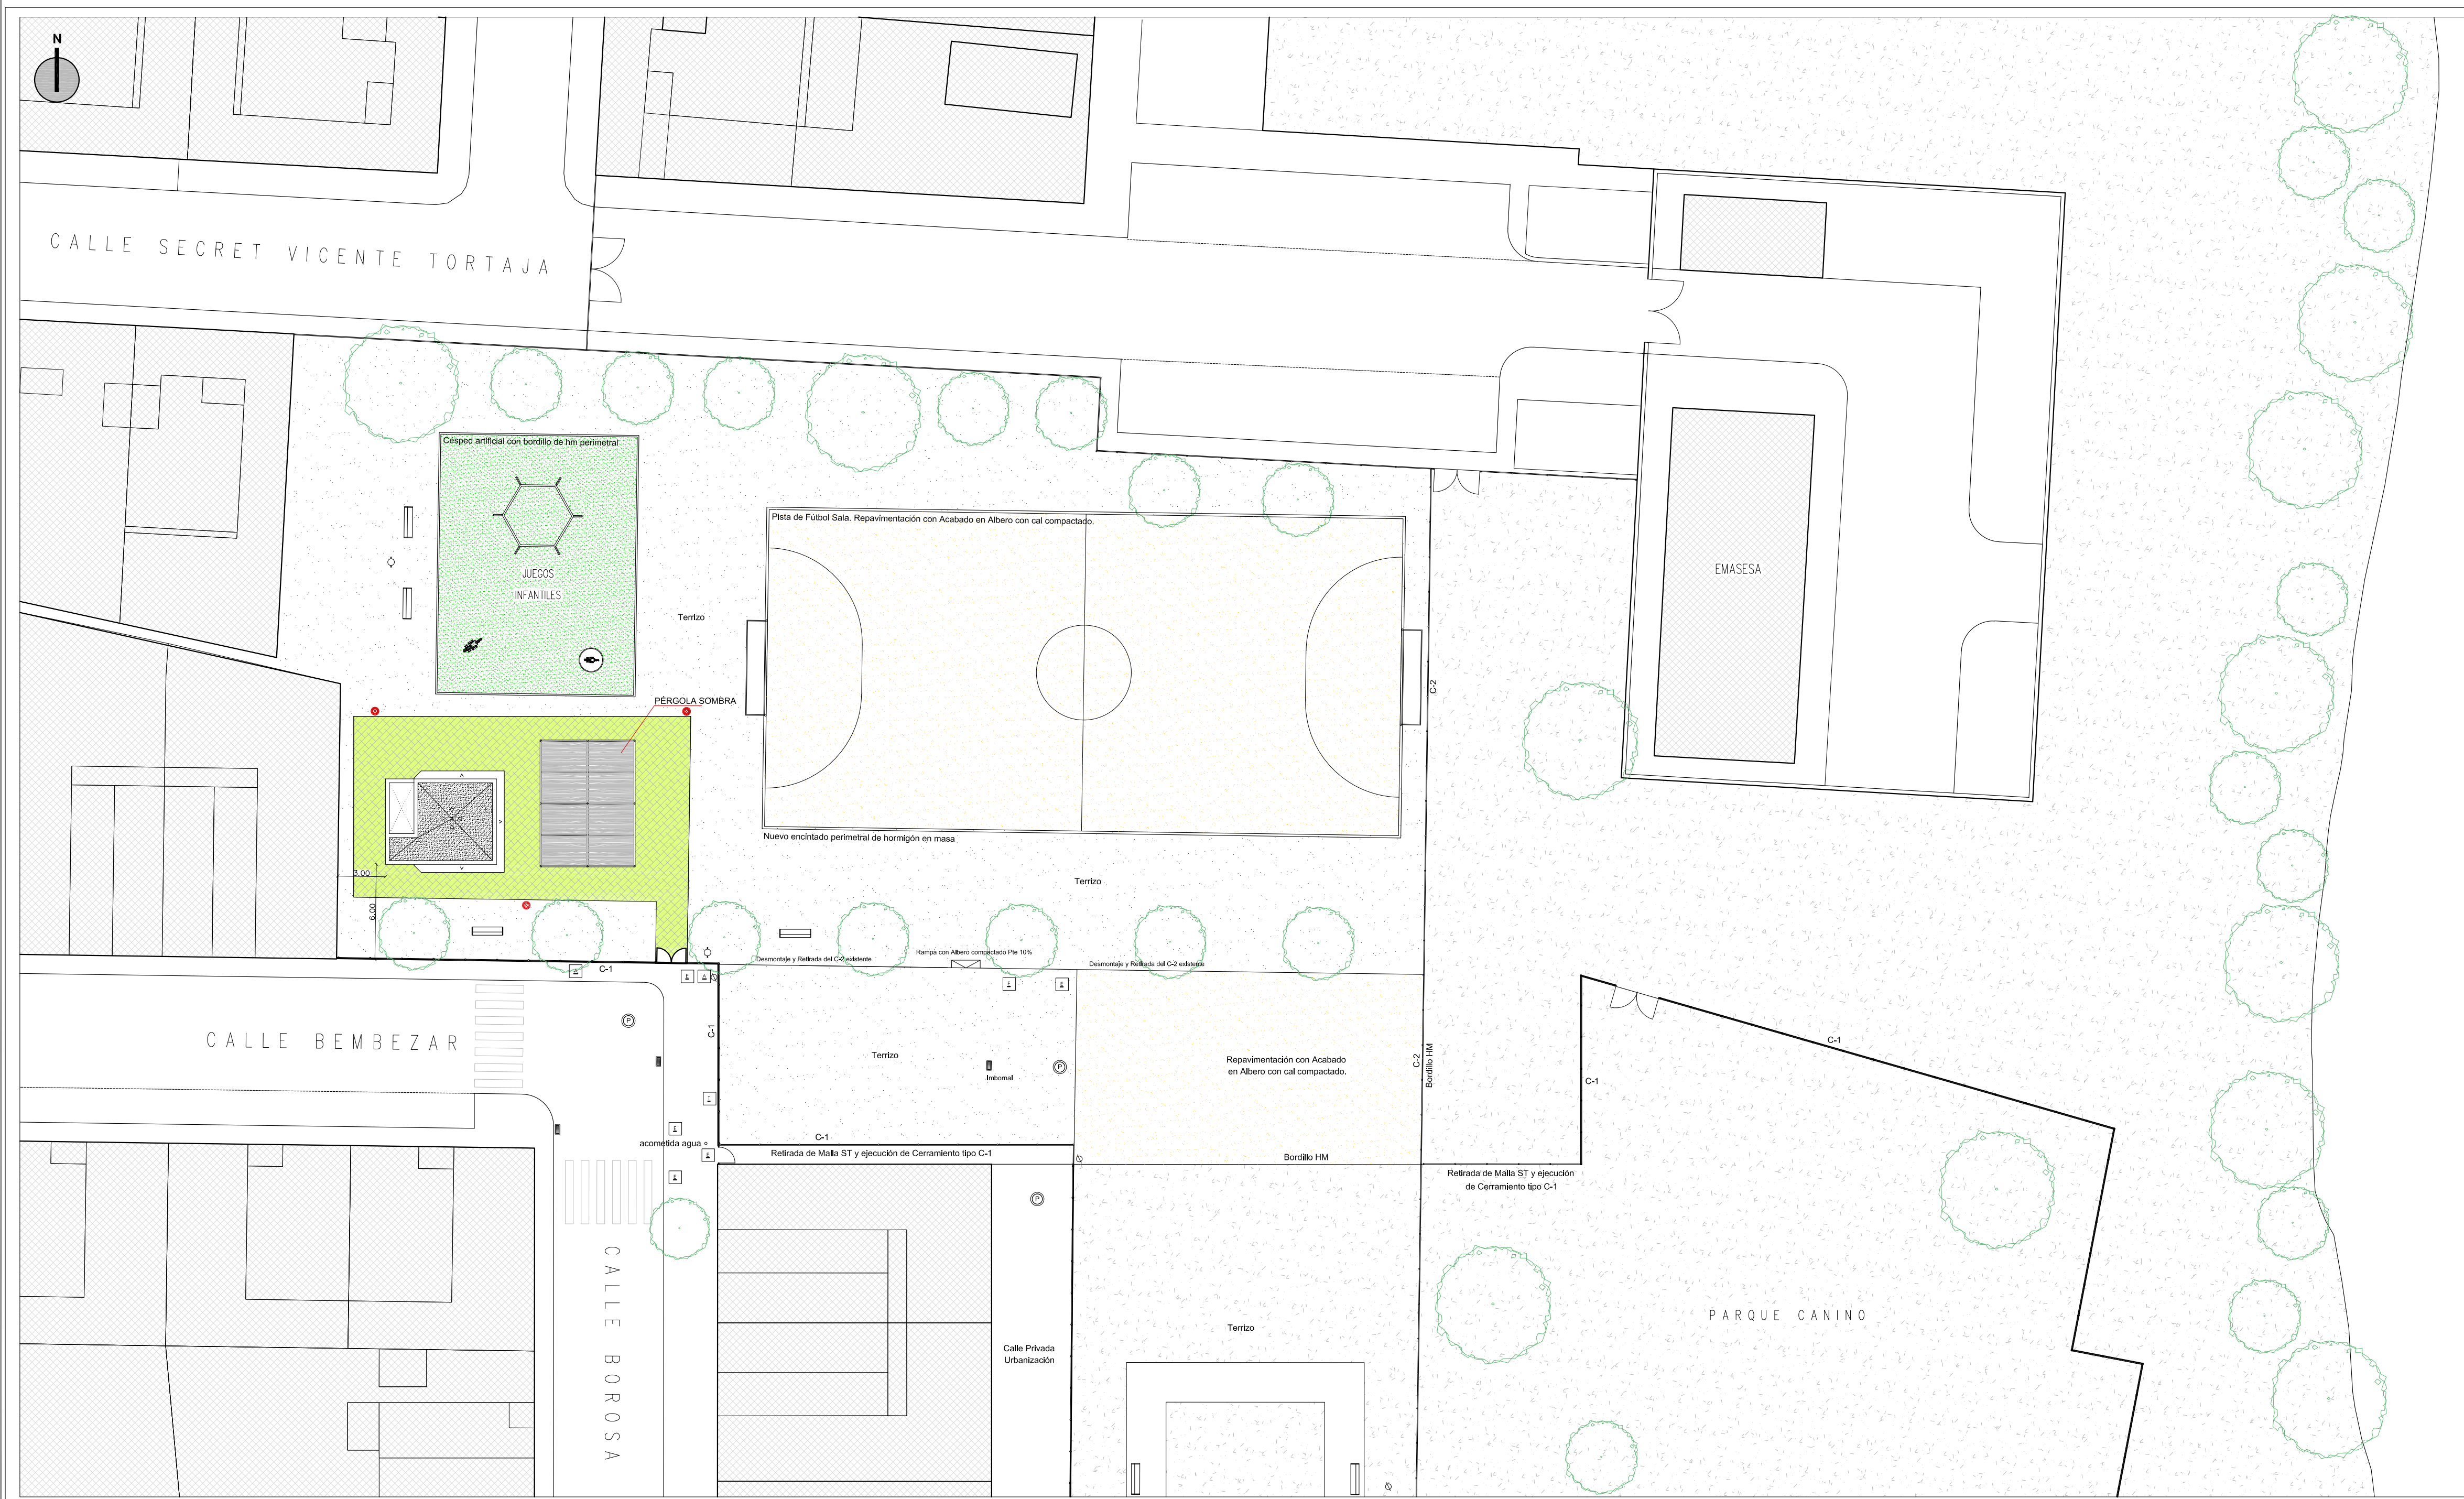 N
CALLE SECRET VICENTE TORTAJA
Césped artificial con bordillo de hm perimetral
JUEGOS
INFANTILES
Pista de Fútbol Sala. Repavimentación con Acabado en Albero con cal compactado.
EMASESA
Terrizo
C-2
PÉRGOLA SOMBRA
Nuevo encintado perimetral de hormigón en masa
3,00
6.00
Terrizo
Rampa con Albero compactado Pte 10%
Desmontaje y Retirada del C-2 existente
Desmontaje y Retirada del C-2 existente
C-1
C-1
CALLE BEMBEZAR
P
Terrizo
P
Imbornal
Repavimentación con Acabado
en Albero con cal compactado.
C-2
Bordillo HM
C-1
C-1
C-1
acometida agua
Retirada de Malla ST y ejecución de Cerramiento tipo C-1
Bordillo HM
Retirada de Malla ST y ejecución
de Cerramiento tipo C-1
P
CALLE BOROSA
Calle Privada
Urbanización
Terrizo
PARQUE CANINO